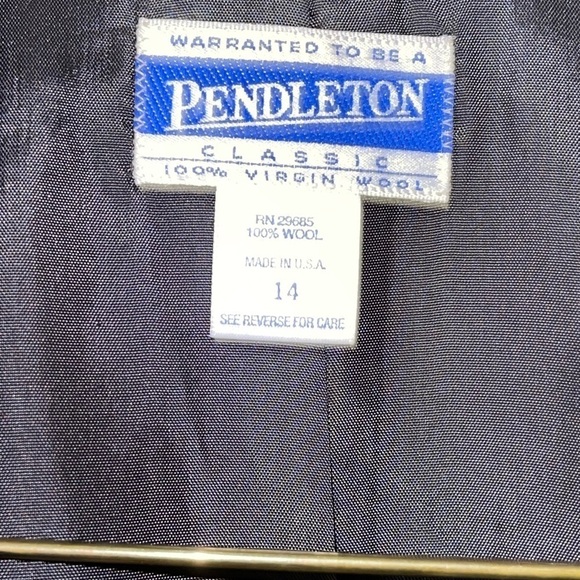 WARRANTED TO BE A
PENDLETON
CLASSIC
100% VIRGIN WOOL
RN 29685
100% WOOL
MADE IN U.S.A.
14
SEE REVERSE FOR CARE